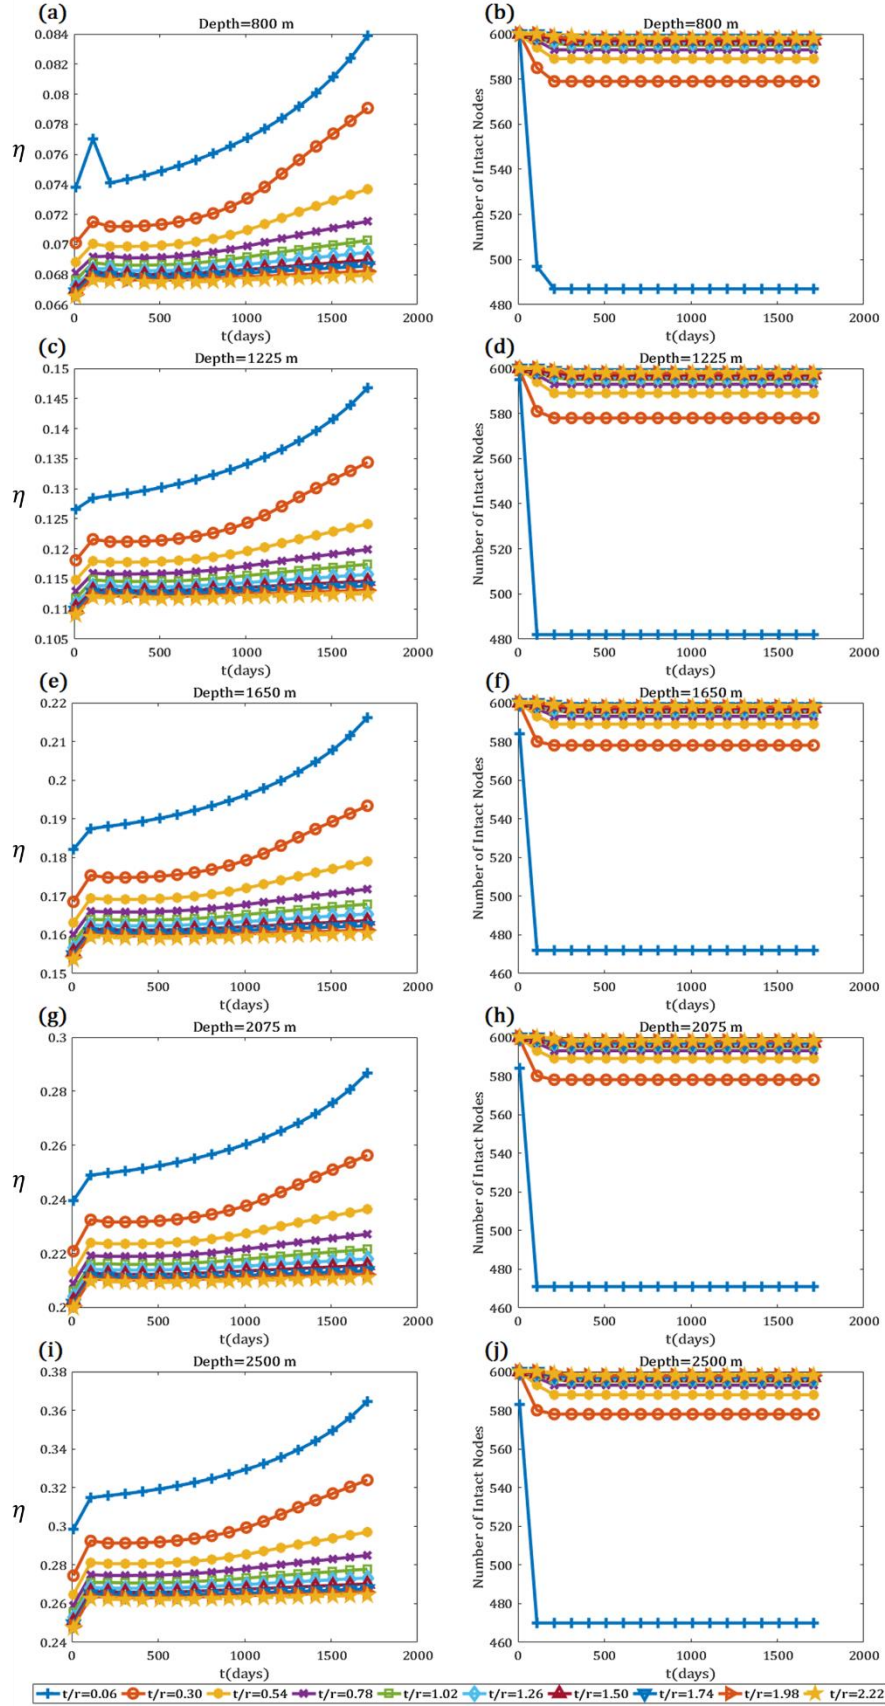 (a) Depth=800 m
0.084
0.082
0.08
0.078
0.076
η
0.074
0.072
0.07
0.068
0.066
0 500 1000 1500 2000
t(days)
(b) Depth=800 m
600
580
560
540
520
500
480
Number of Intact Nodes
0 500 1000 1500 2000
t(days)
(c) Depth=1225 m
0.15
0.145
0.14
0.135
0.13
η
0.125
0.12
0.115
0.11
0.105
0 500 1000 1500 2000
t(days)
(d) Depth=1225 m
600
580
560
540
520
500
480
Number of Intact Nodes
0 500 1000 1500 2000
t(days)
(e) Depth=1650 m
0.22
0.21
0.2
0.19
η
0.18
0.17
0.16
0.15
0 500 1000 1500 2000
t(days)
(f) Depth=1650 m
600
580
560
540
520
500
480
460
Number of Intact Nodes
0 500 1000 1500 2000
t(days)
(g) Depth=2075 m
0.3
0.28
0.26
η
0.24
0.22
0.2
0 500 1000 1500 2000
t(days)
(h) Depth=2075 m
600
580
560
540
520
500
480
460
Number of Intact Nodes
0 500 1000 1500 2000
t(days)
(i) Depth=2500 m
0.38
0.36
0.34
0.32
η
0.3
0.28
0.26
0.24
0 500 1000 1500 2000
t(days)
(j) Depth=2500 m
600
580
560
540
520
500
480
460
Number of Intact Nodes
0 500 1000 1500 2000
t(days)
t/r=0.06 t/r=0.30 t/r=0.54 t/r=0.78 t/r=1.02 t/r=1.26 t/r=1.50 t/r=1.74 t/r=1.98 t/r=2.22